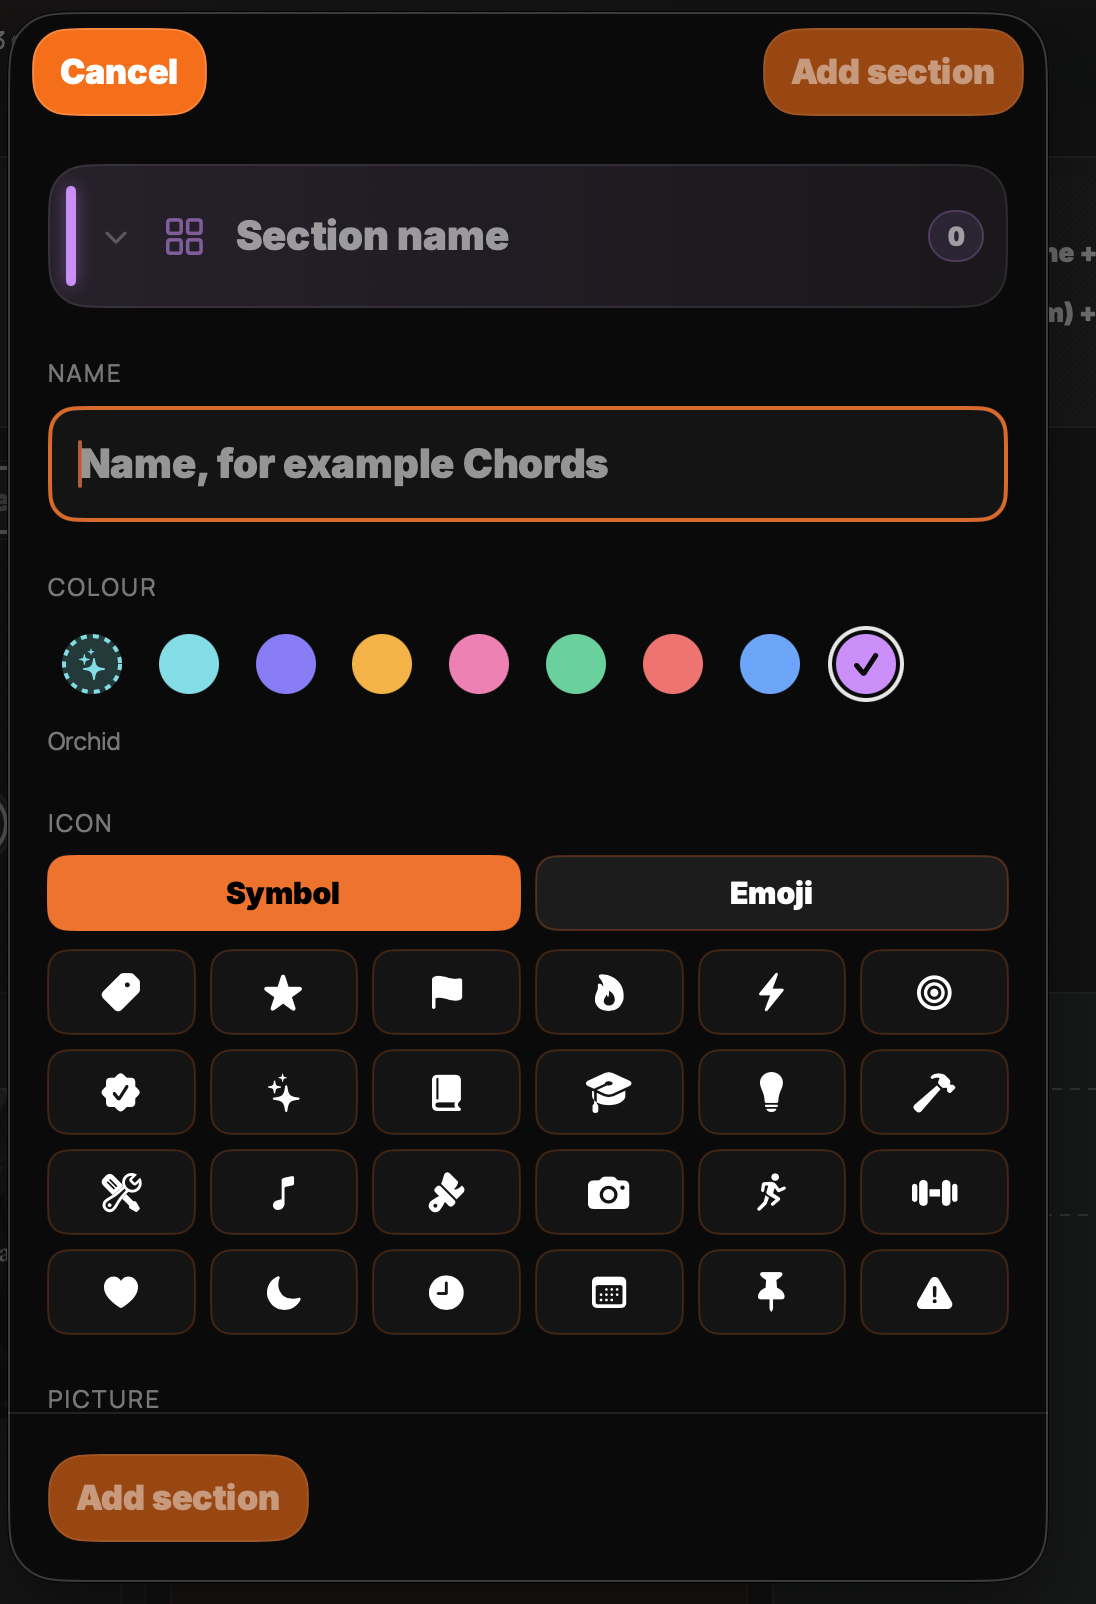 Cancel
Add section
Section name
0
NAME
Name, for example Chords
COLOUR
Orchid
ICON
Symbol
Emoji
PICTURE
Add section